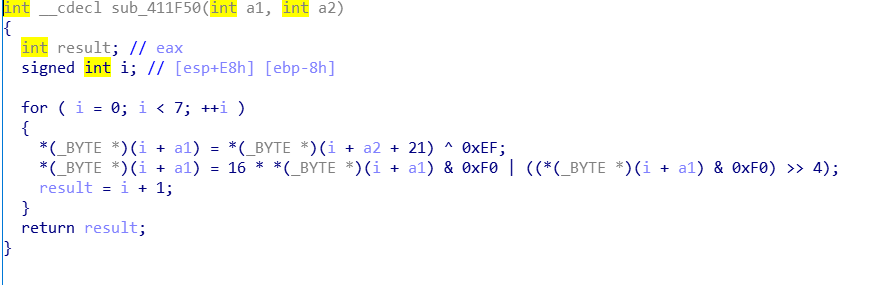 int __cdecl sub_411F50(int a1, int a2)
{
  int result; // eax
  signed int i; // [esp+E8h] [ebp-8h]

  for ( i = 0; i < 7; ++i )
  {
    *(_BYTE *)(i + a1) = *(_BYTE *)(i + a2 + 21) ^ 0xEF;
    *(_BYTE *)(i + a1) = 16 * *(_BYTE *)(i + a1) & 0xF0 | ((*(_BYTE *)(i + a1) & 0xF0) >> 4);
    result = i + 1;
  }
  return result;
}